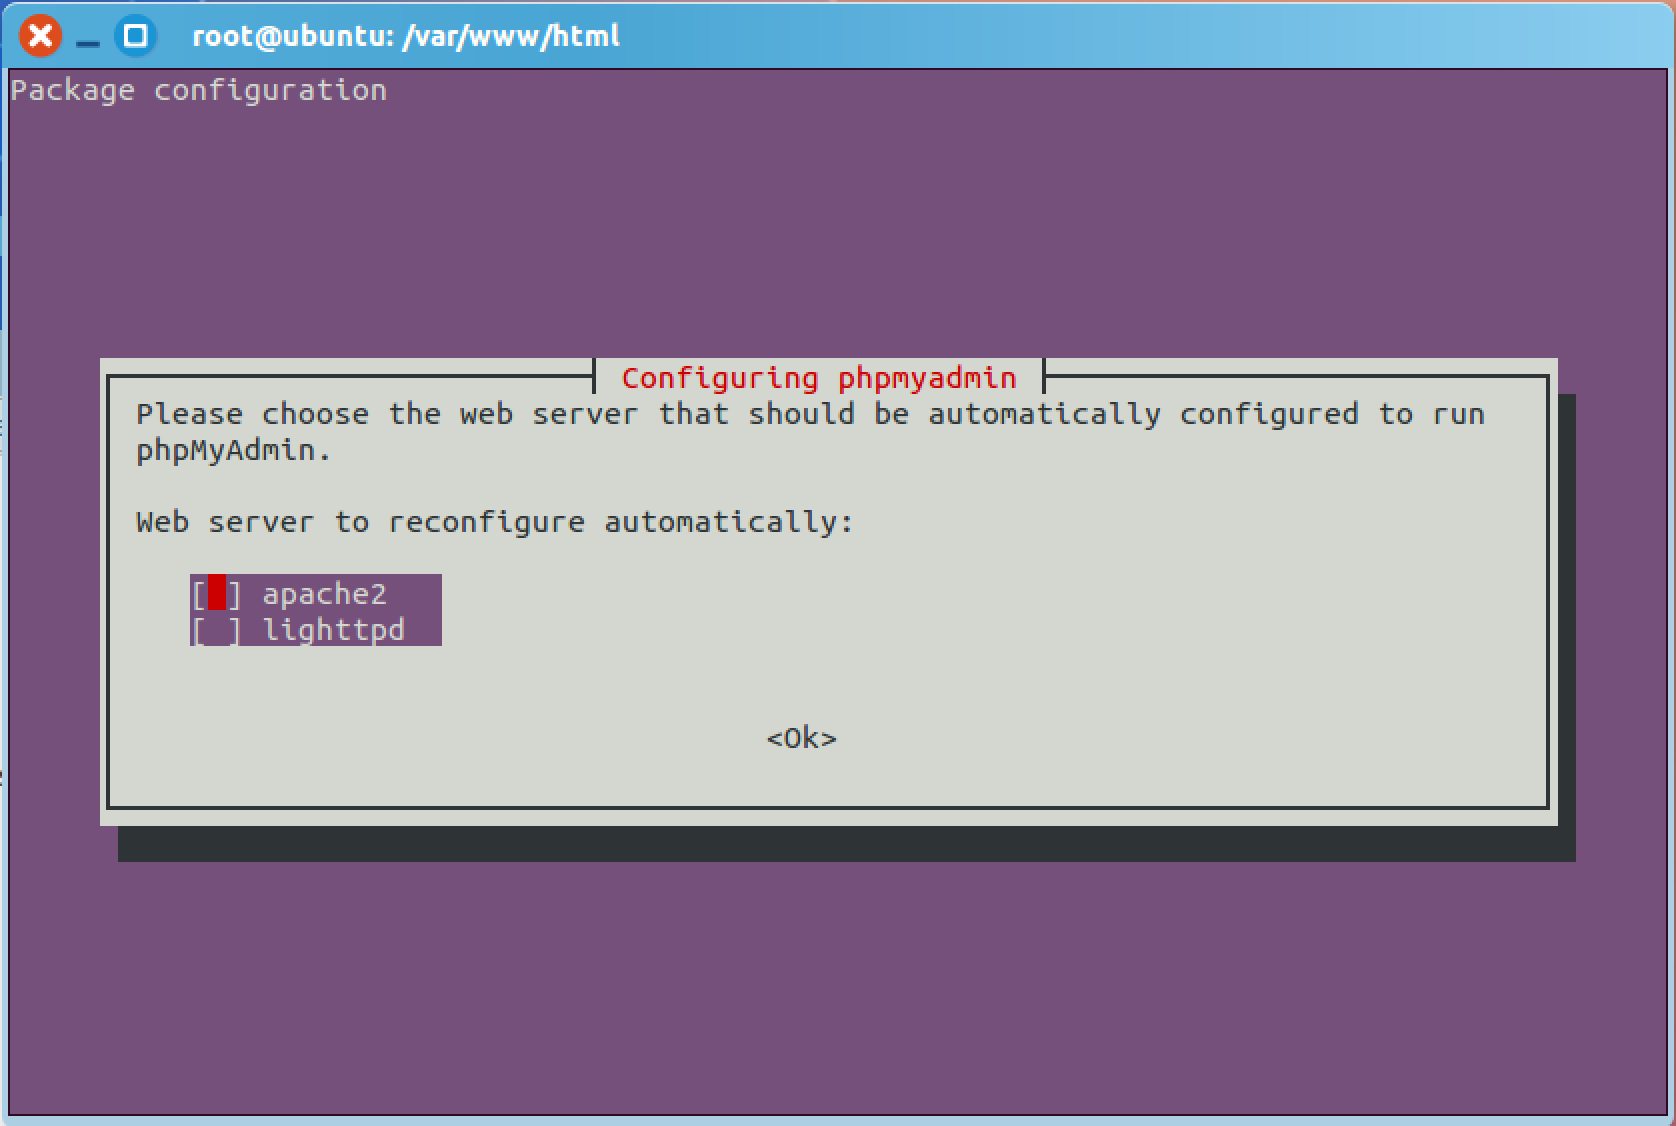 root@ubuntu: /var/www/html
Package configuration
Configuring phpmyadmin
Please choose the web server that should be automatically configured to run
phpMyAdmin.
Web server to reconfigure automatically:
[ ] apache2
[ ] lighttpd
<Ok>